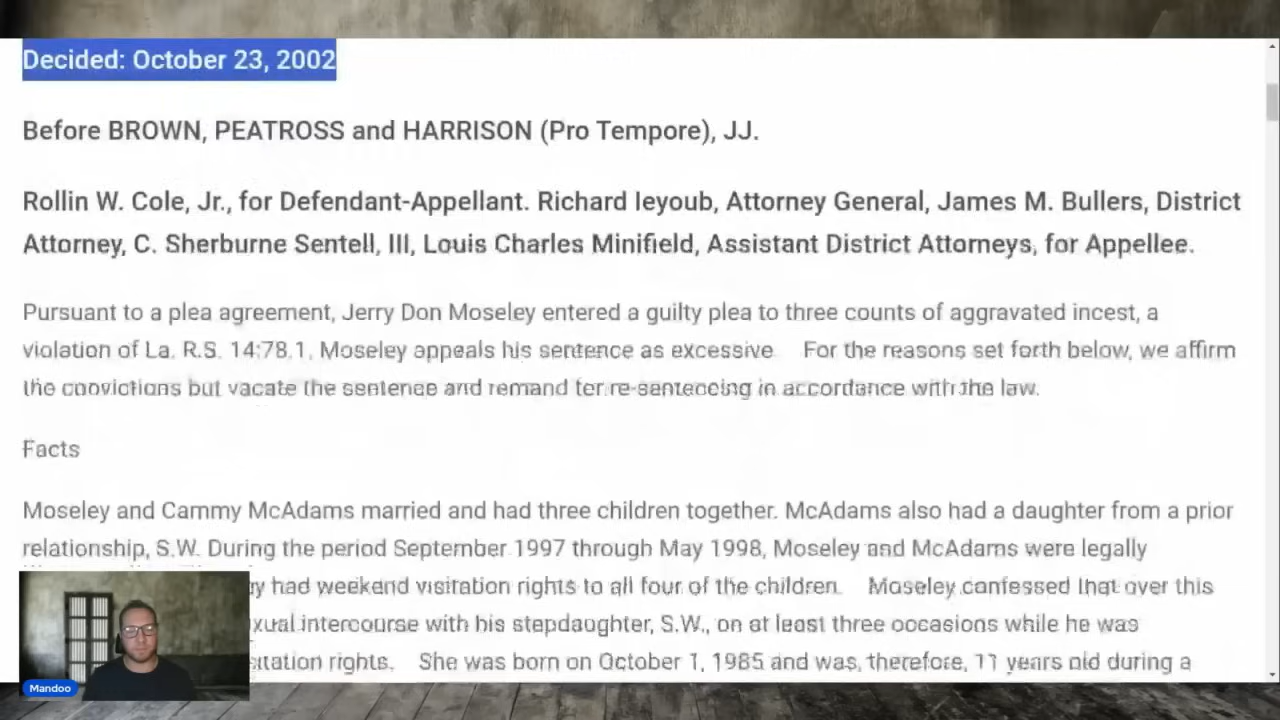 Decided: October 23, 2002
Before BROWN, PEATROSS and HARRISON (Pro Tempore), JJ.
Rollin W. Cole, Jr., for Defendant-Appellant. Richard Ieyoub, Attorney General, James M. Bullers, District
Attorney, C. Sherburne Sentell, III, Louis Charles Minifield, Assistant District Attorneys, for Appellee.
Pursuant to a plea agreement, Jerry Don Moseley entered a guilty plea to three counts of aggravated incest, a
violation of La. R.S. 14:78.1. Moseley appeals his sentence as excessive. For the reasons set forth below, we affirm
the convictions but vacate the sentence and remand for re-sentencing in accordance with the law.
Facts
Moseley and Cammy McAdams married and had three children together. McAdams also had a daughter from a prior
relationship, S.W. During the period September 1997 through May 1998, Moseley and McAdams were legally
had weekend visitation rights to all four of the children. Moseley confessed that over this
intercourse with his stepdaughter, S.W., on at least three occasions while he was
rights. She was born on October 1, 1985 and was, therefore, 11 years old during a
Mandoo